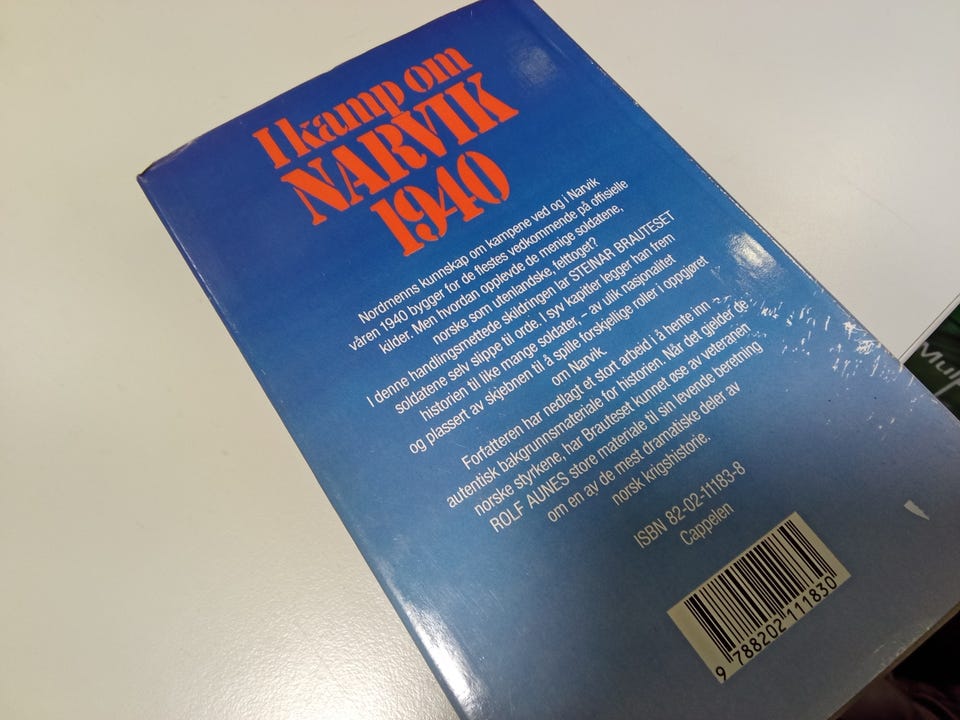 I kamp om
NARVIK
1940
Nordmenns kunnskap om kampene ved og i Narvik
våren 1940 bygger for de flestes vedkommende på offisielle
kilder. Men hvordan opplevde de menige soldatene,
norske som utenlandske, felttoget?
I denne handlingsmettede skildringen lar STEINAR BRAUTESET
soldatene selv slippe til orde. I syv kapitler legger han frem
historien til like mange soldater, – av ulik nasjonalitet
og plassert av skjebnen til å spille forskjellige roller i oppgjøret
om Narvik.
Forfatteren har nedlagt et stort arbeid i å hente inn
autentisk bakgrunnsmateriale for historien. Når det gjelder de
norske styrkene, har Brauteset kunnet øse av veteranen
ROLF AUNES store materiale til sin levende beretning
om en av de mest dramatiske deler av
norsk krigshistorie.
ISBN 82-02-11183-8
Cappelen
9 788202 111830